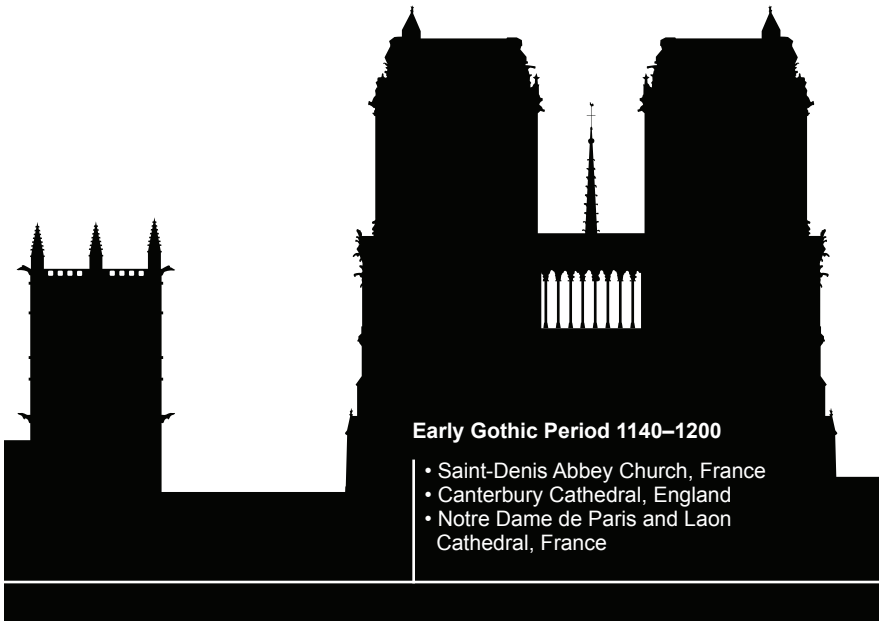 Early Gothic Period 1140–1200
• Saint-Denis Abbey Church, France
• Canterbury Cathedral, England
• Notre Dame de Paris and Laon
Cathedral, France